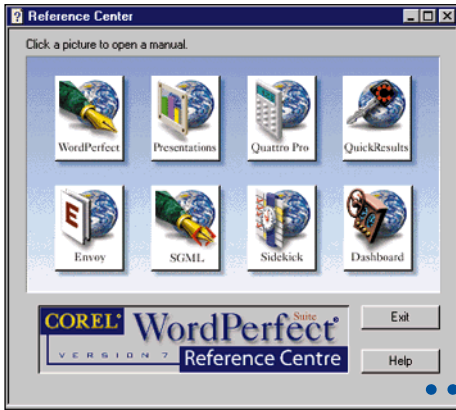 Reference Center
Click a picture to open a manual.
WordPerfect Presentations Quattro Pro QuickResults
E
Envoy SGML Sidekick Dashboard
COREL® WordPerfect® Suite
VERSION 7 Reference Centre
Exit
Help